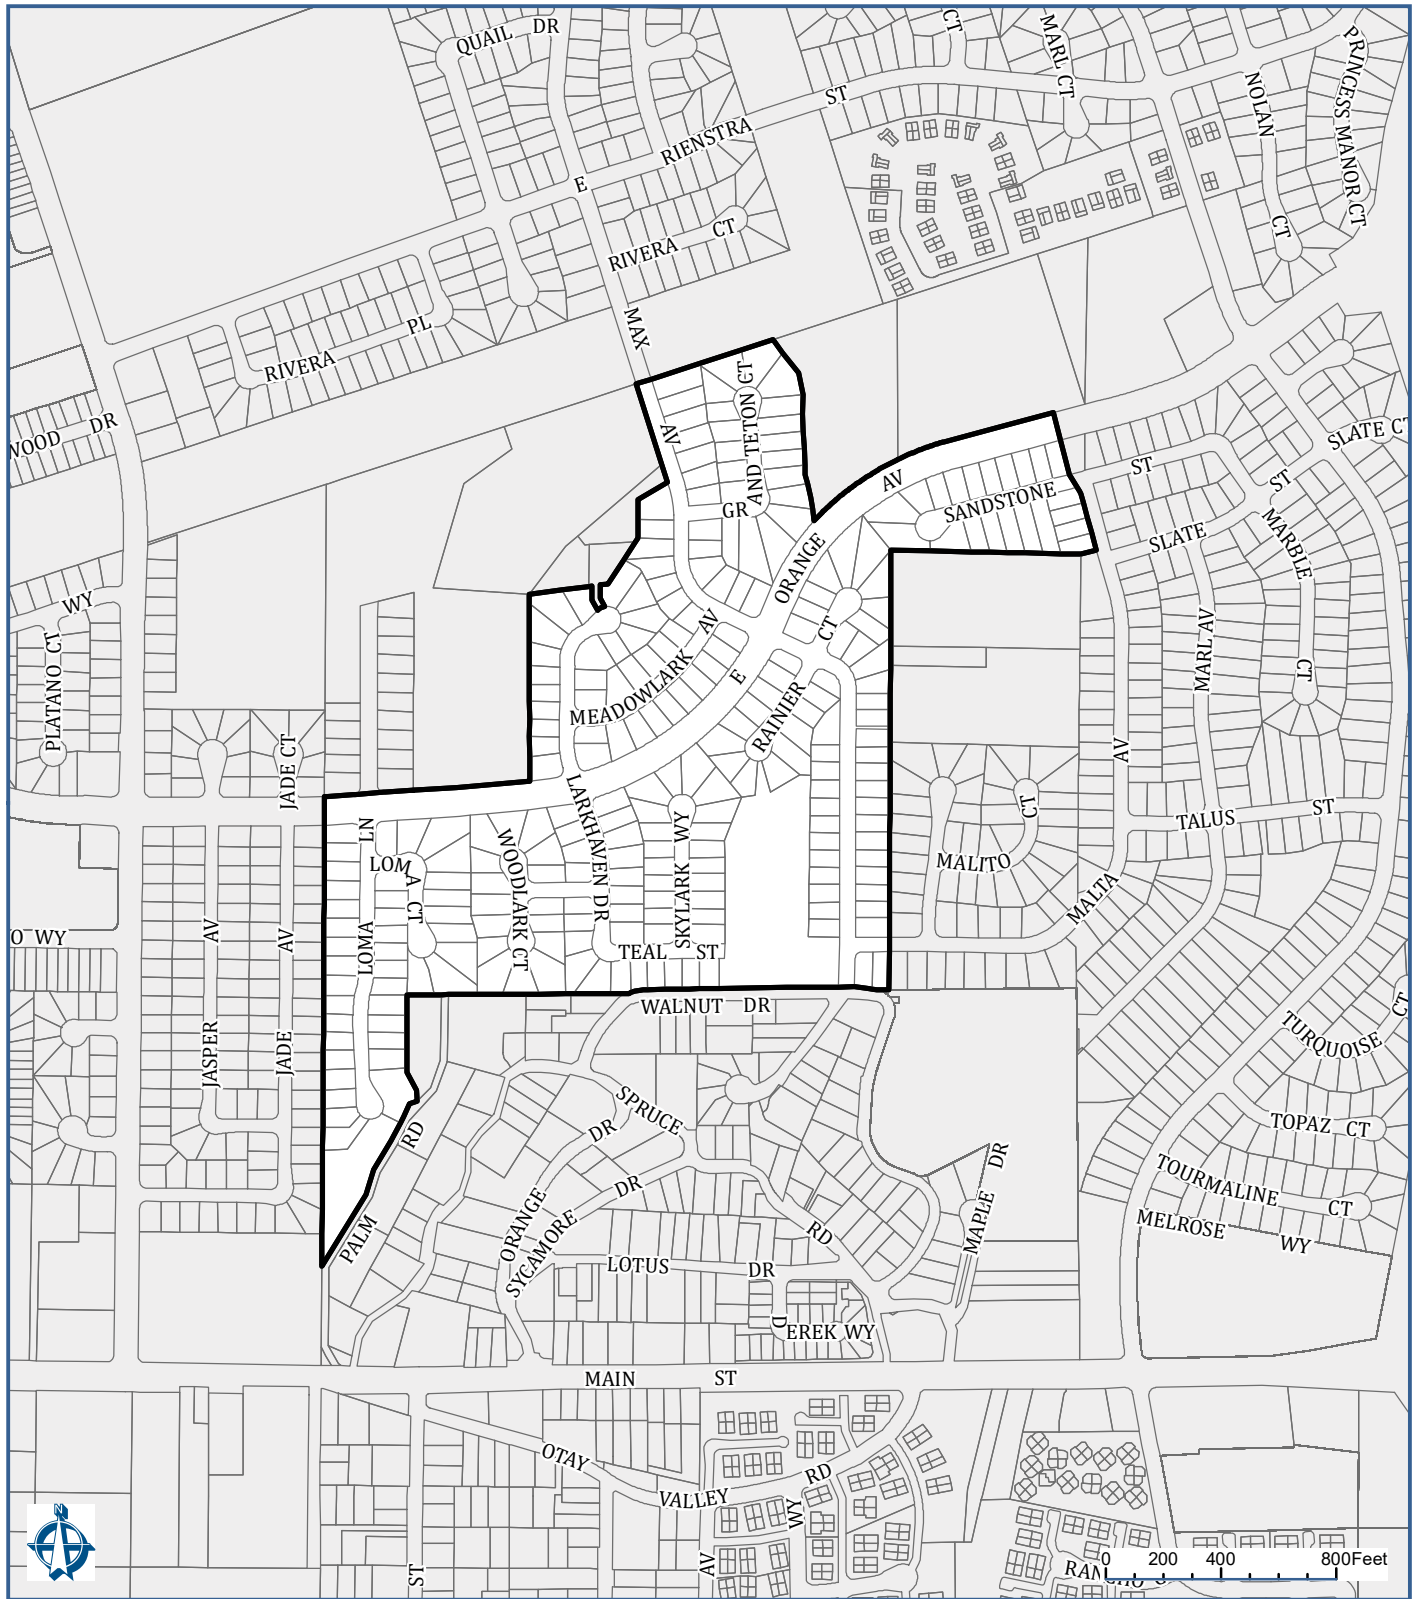 QUAIL DR
CT
MARL CT
PRINCESS MANOR CT
NOLAN CT
E RIENSTRA ST
RIVERA CT
RIVERA PL
MAX AV
WOOD DR
GRAND TETON CT
E ORANGE AV
SANDSTONE ST
SLATE CT
SLATE ST
MARBLE CT
MARL AV
WY
PLATANO CT
JADE CT
MEADOWLARK AV
RAINIER CT
LARKHAVEN DR
LOMA LN
LOMA CT
WOODLARK CT
SKYLARK WY
TEAL ST
MALITO CT
MALTA AV
TALUS ST
O WY
JASPER AV
JADE AV
WALNUT DR
TURQUOISE CT
TOPAZ CT
TOURMALINE CT
MELROSE WY
SPRUCE RD
ORANGE DR
SYCAMORE DR
PALM RD
MAPLE DR
LOTUS DR
DEREK WY
MAIN ST
OTAY VALLEY RD
WY
AV
ST
N
0 200 400 800Feet